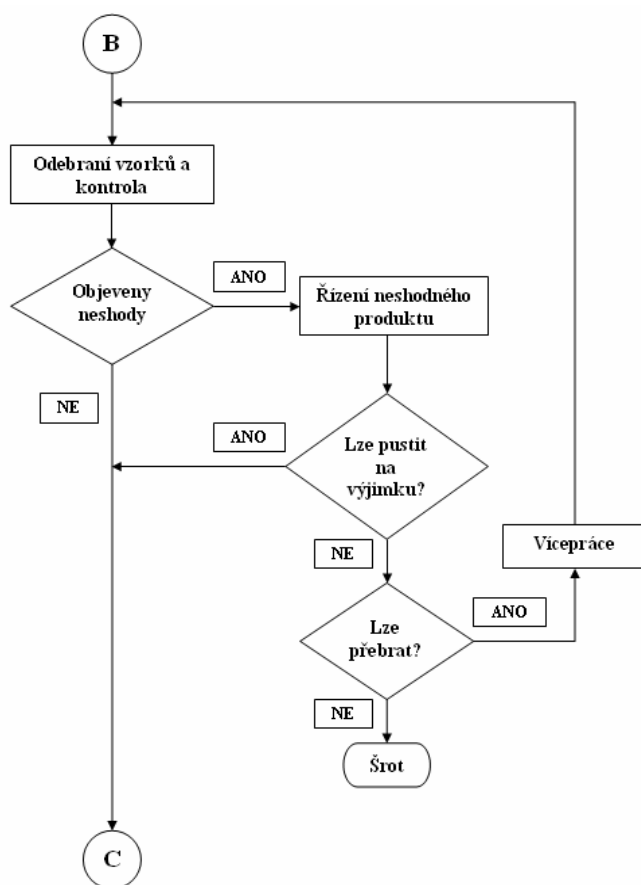 B
Odebraní vzorků a
kontrola
Objeveny
neshody
ANO
Řízení neshodného
produktu
NE
ANO
Lze pustit
na
výjimku?
NE
Vícepráce
ANO
Lze
přebrat?
NE
Šrot
C